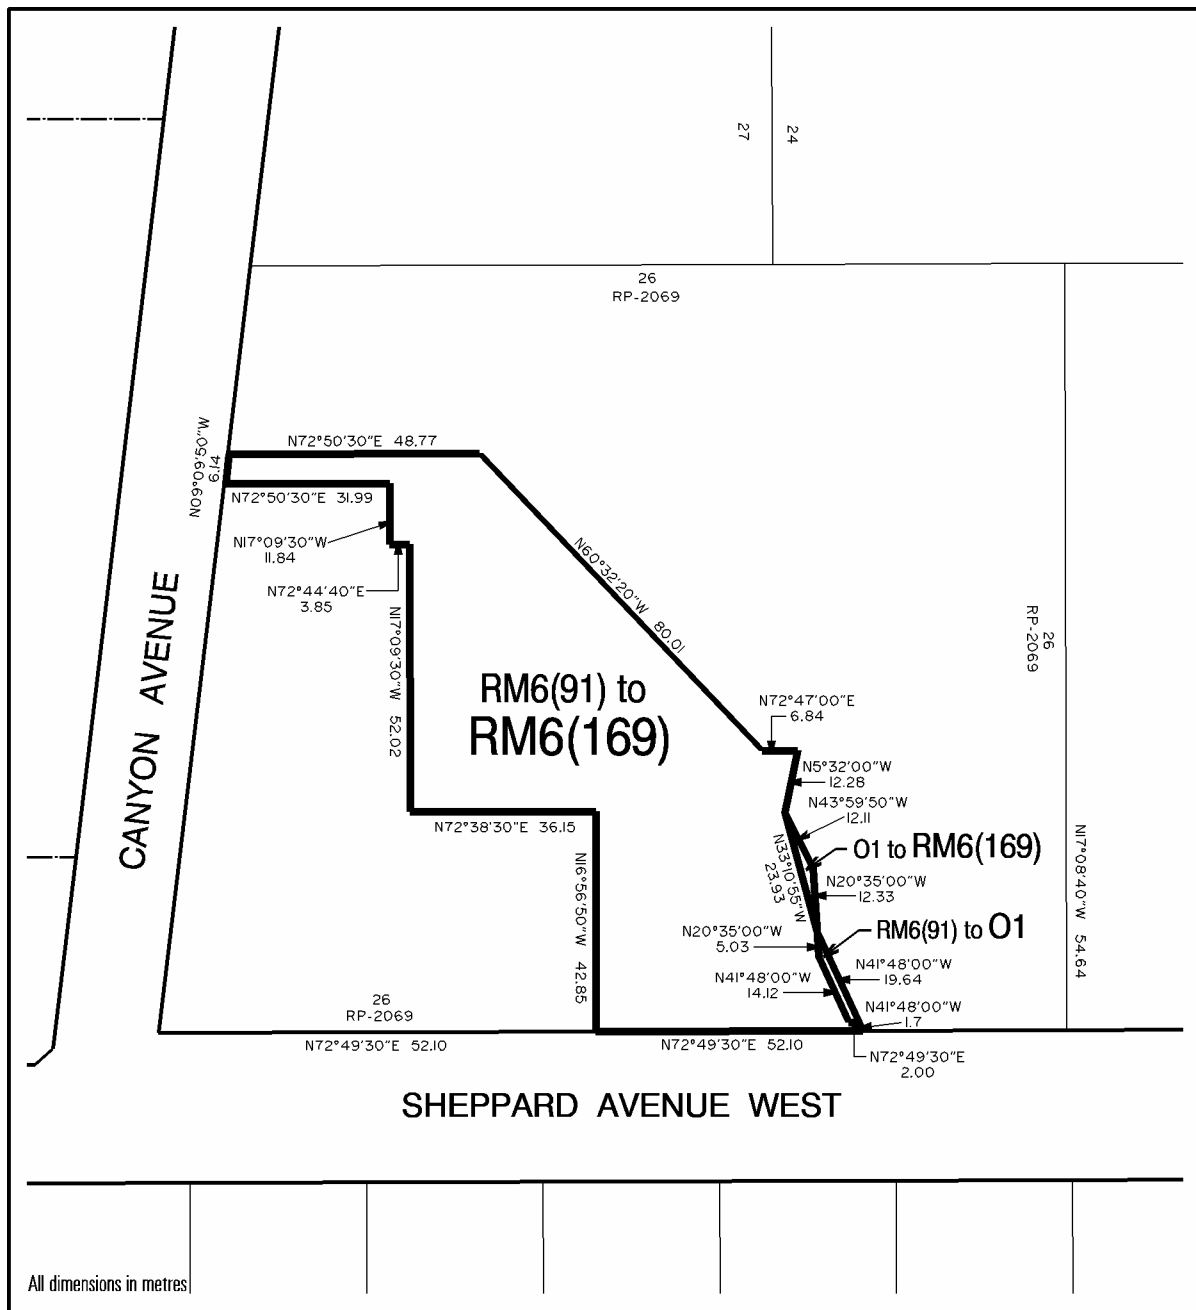 27
24
26
RP-2069
N09°09'50"W
6.14
N72°50'30"E 48.77
N72°50'30"E 31.99
N17°09'30"W
11.84
N72°44'40"E
3.85
N60°32'20"W 80.01
CANYON AVENUE
N17°09'30"W 52.02
26
RP-2069
RM6(91) to
RM6(169)
N72°47'00"E
6.84
N5°32'00"W
12.28
N43°59'50"W
12.11
N72°38'30"E 36.15
N33°10'55"W
23.93
O1 to RM6(169)
N20°35'00"W
12.33
N17°08'40"W 54.64
N16°56'50"W 42.85
N20°35'00"W
5.03
RM6(91) to O1
N41°48'00"W
19.64
N41°48'00"W
14.12
N41°48'00"W
1.7
26
RP-2069
N72°49'30"E 52.10
N72°49'30"E 52.10
N72°49'30"E
2.00
SHEPPARD AVENUE WEST
All dimensions in metres